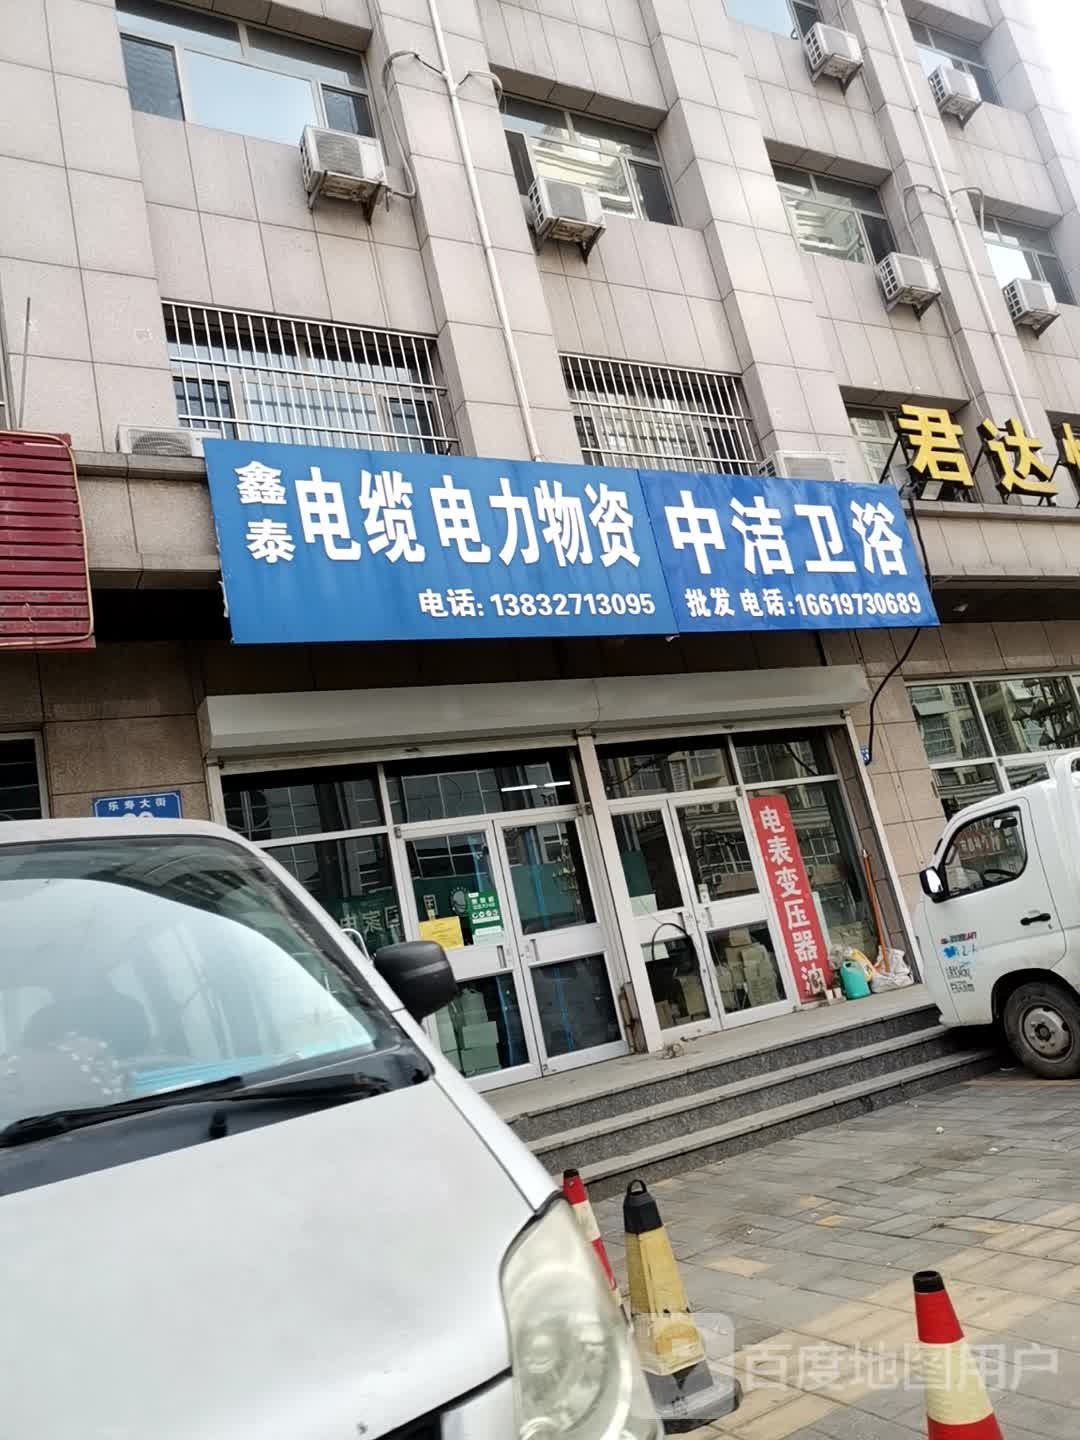 君达
鑫泰
电缆 电力物资
电话: 13832713095
中洁卫浴
批发 电话:16619730689
乐寿大街
电表变压器油
百度地图用户